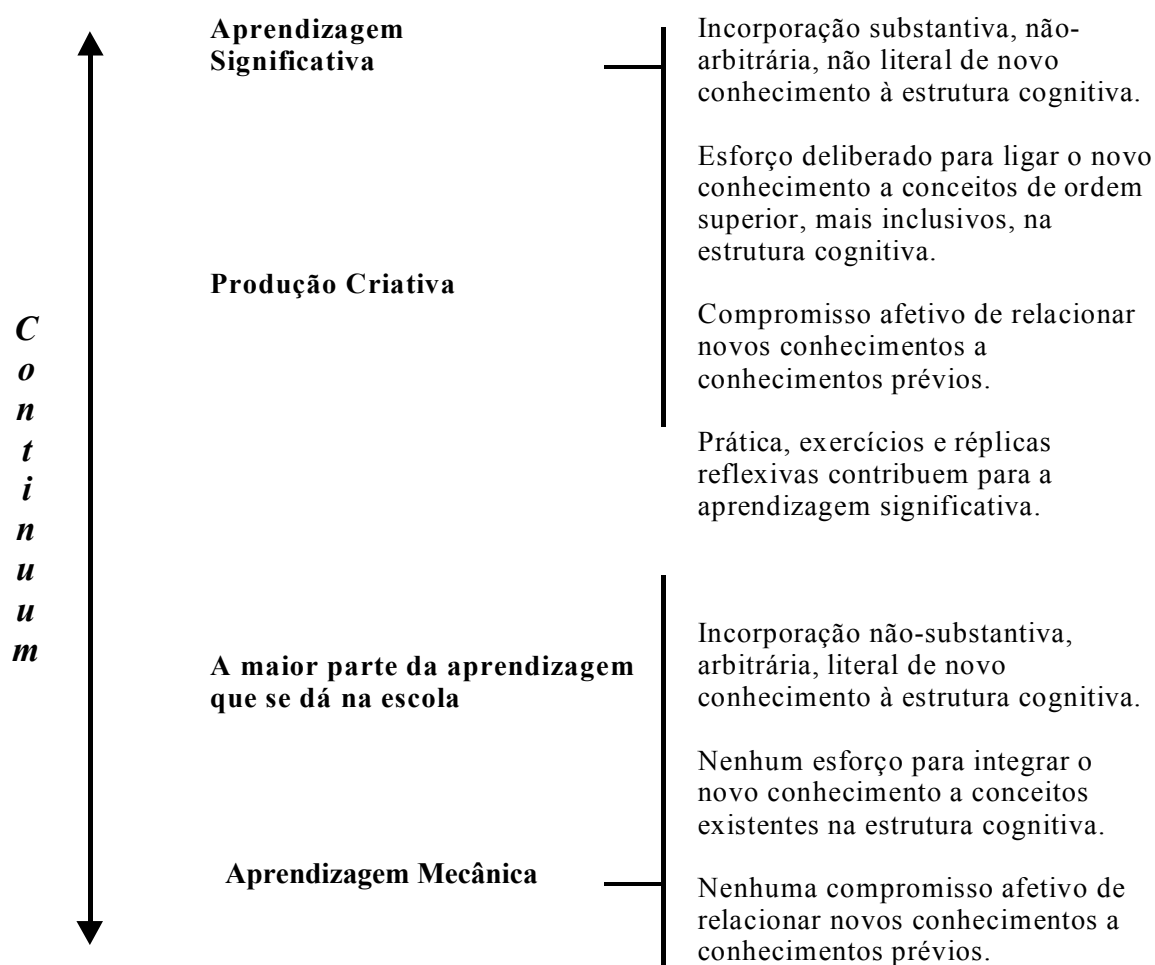 Aprendizagem
Significativa
Incorporação substantiva, não-
arbitrária, não literal de novo
conhecimento à estrutura cognitiva.
Esforço deliberado para ligar o novo
conhecimento a conceitos de ordem
superior, mais inclusivos, na
estrutura cognitiva.
Produção Criativa
Compromisso afetivo de relacionar
novos conhecimentos a
conhecimentos prévios.
Prática, exercícios e réplicas
reflexivas contribuem para a
aprendizagem significativa.
Continuum
A maior parte da aprendizagem
que se dá na escola
Incorporação não-substantiva,
arbitrária, literal de novo
conhecimento à estrutura cognitiva.
Nenhum esforço para integrar o
novo conhecimento a conceitos
existentes na estrutura cognitiva.
Aprendizagem Mecânica
Nenhuma compromisso afetivo de
relacionar novos conhecimentos a
conhecimentos prévios.